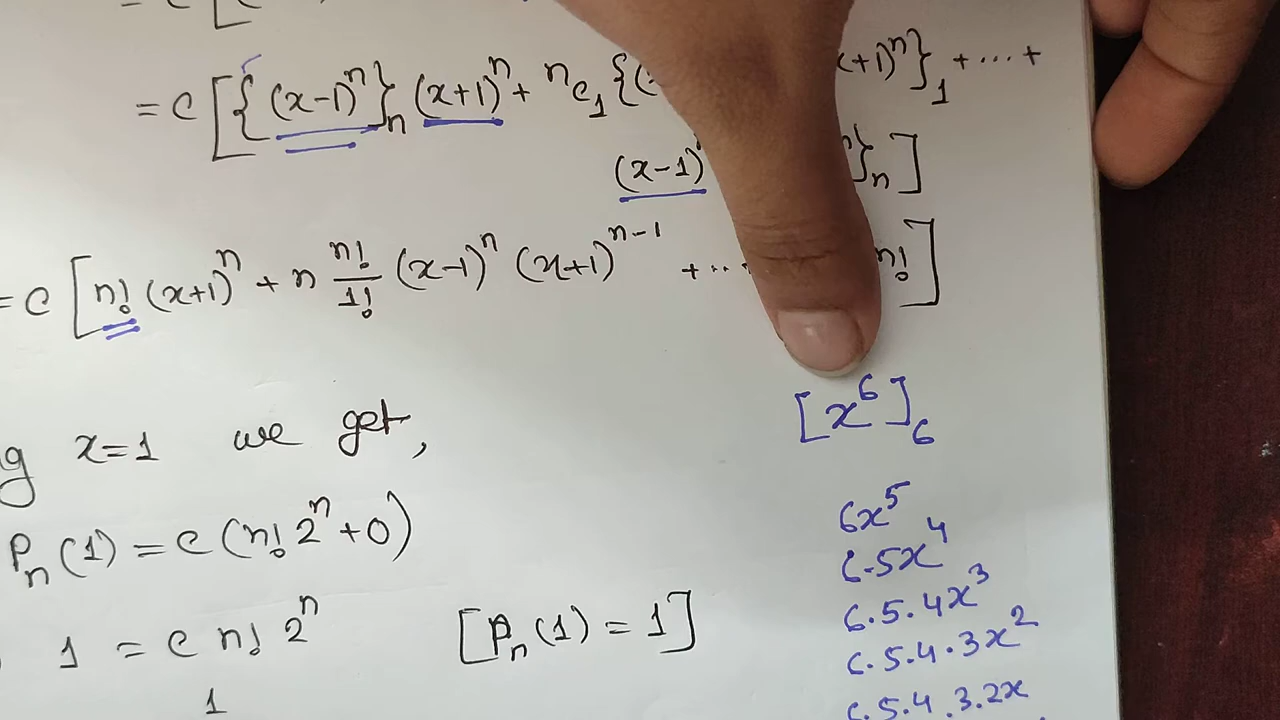 = c [ {(x-1)^n}_n (x+1)^n + ^nc_1 {( x+1)^n}_1 + ... +
(x-1) }_n ]
= c [ n! (x+1)^n + n n!/1! (x-1)^n (x+1)^{n-1} + .. n! ]
[x^6]_6
g x=1 we get,
6x^5
P_n(1) = c (n! 2^n + 0)
6.5x^4
6.5.4x^3
1 = c n! 2^n [P_n(1) = 1]
6.5.4.3x^2
6.5.4.3.2x
1